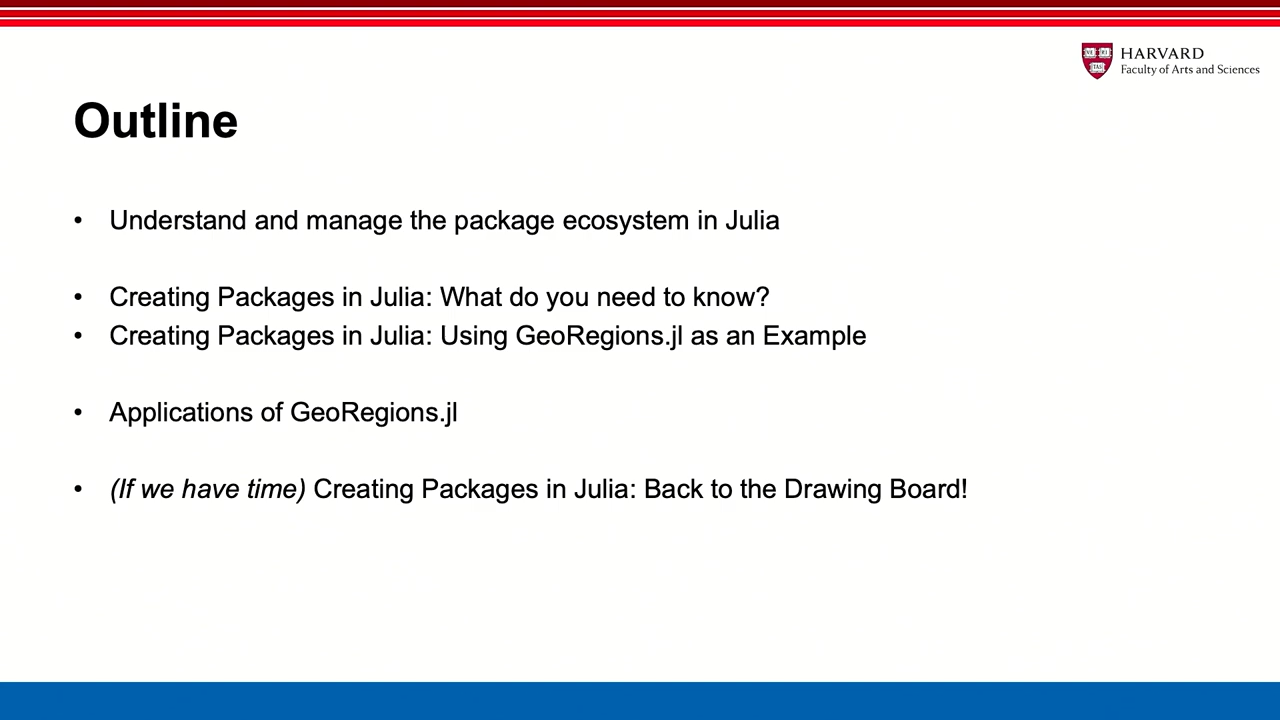 HARVARD
Faculty of Arts and Sciences
Outline
• Understand and manage the package ecosystem in Julia
• Creating Packages in Julia: What do you need to know?
• Creating Packages in Julia: Using GeoRegions.jl as an Example
• Applications of GeoRegions.jl
• (If we have time) Creating Packages in Julia: Back to the Drawing Board!